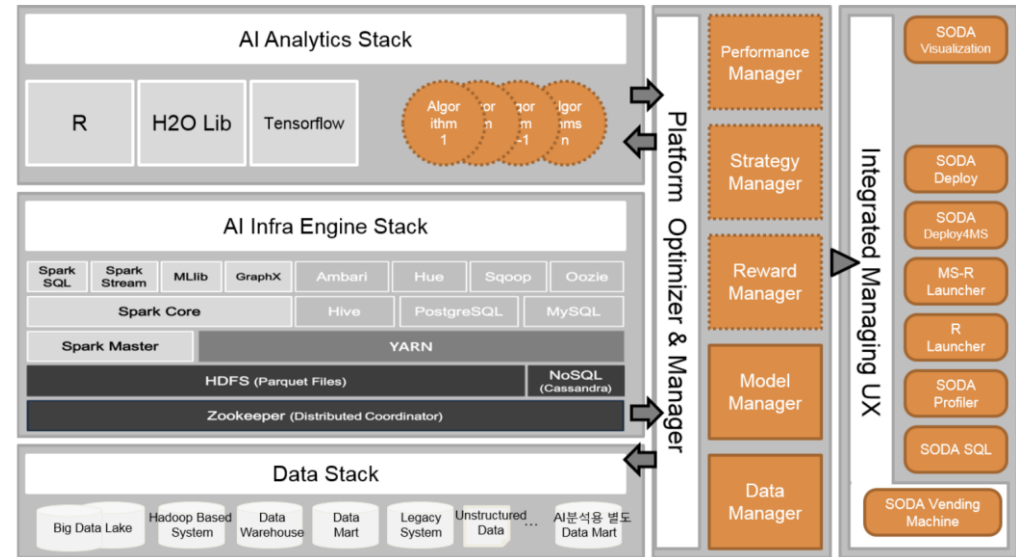 AI Analytics Stack
R
H2O Lib
Tensorflow
Algor
ithm
1
-1
lgor
hms
n
AI Infra Engine Stack
Spark
SQL
Spark
Stream
MLlib
GraphX
Ambari
Hue
Sqoop
Oozie
Spark Core
Hive
PostgreSQL
MySQL
Spark Master
YARN
HDFS (Parquet Files)
NoSQL
(Cassandra)
Zookeeper (Distributed Coordinator)
Data Stack
Big Data Lake
Hadoop Based
System
Data
Warehouse
Data
Mart
Legacy
System
Unstructured
Data
...
AI분석용 별도
Data Mart
Platform Optimizer & Manager
Performance
Manager
Strategy
Manager
Reward
Manager
Model
Manager
Data
Manager
Integrated Managing UX
SODA
Visualization
SODA
Deploy
SODA
Deploy4MS
MS-R
Launcher
R
Launcher
SODA
Profiler
SODA SQL
SODA Vending
Machine